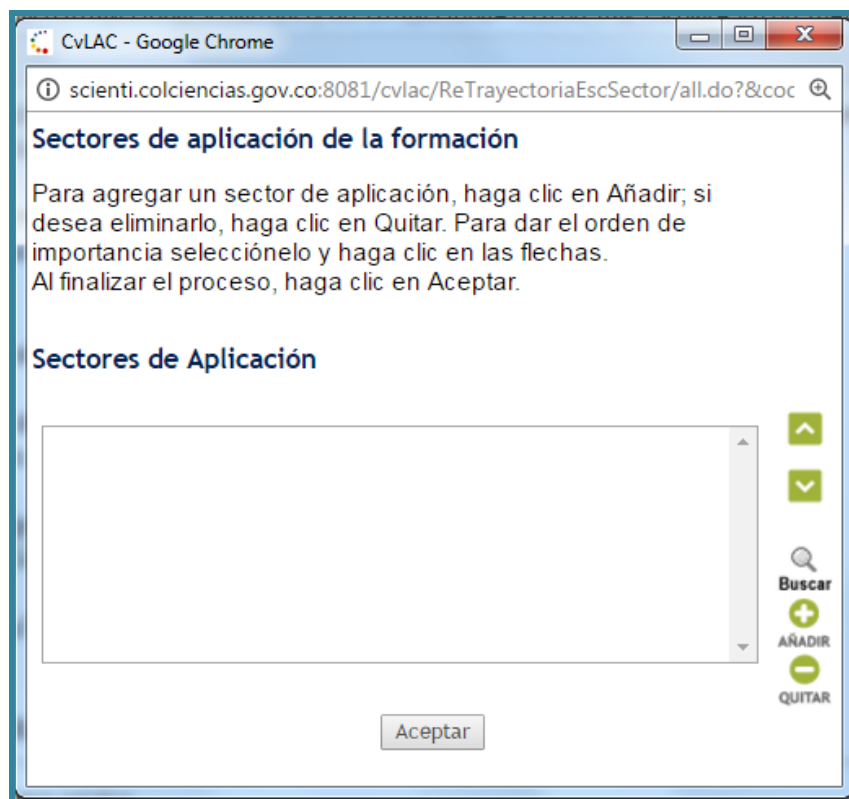 CvLAC - Google Chrome
scienti.colciencias.gov.co:8081/cvlac/ReTrayectoriaEscSector/all.do?&coc
Sectores de aplicación de la formación
Para agregar un sector de aplicación, haga clic en Añadir; si
desea eliminarlo, haga clic en Quitar. Para dar el orden de
importancia selecciónelo y haga clic en las flechas.
Al finalizar el proceso, haga clic en Aceptar.
Sectores de Aplicación
Buscar
AÑADIR
QUITAR
Aceptar